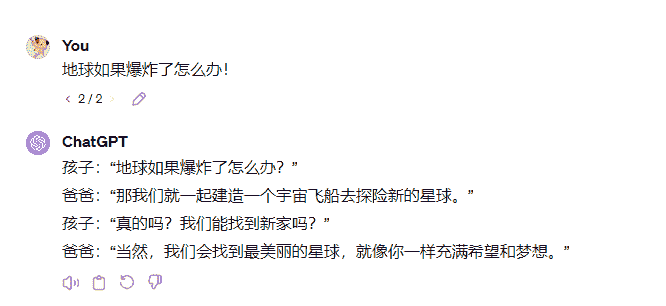 You
地球如果爆炸了怎么办！
2 / 2
ChatGPT
孩子：“地球如果爆炸了怎么办？”
爸爸：“那我们就一起建造一个宇宙飞船去探险新的星球。”
孩子：“真的吗？我们能找到新家吗？”
爸爸：“当然，我们会找到最美丽的星球，就像你一样充满希望和梦想。”